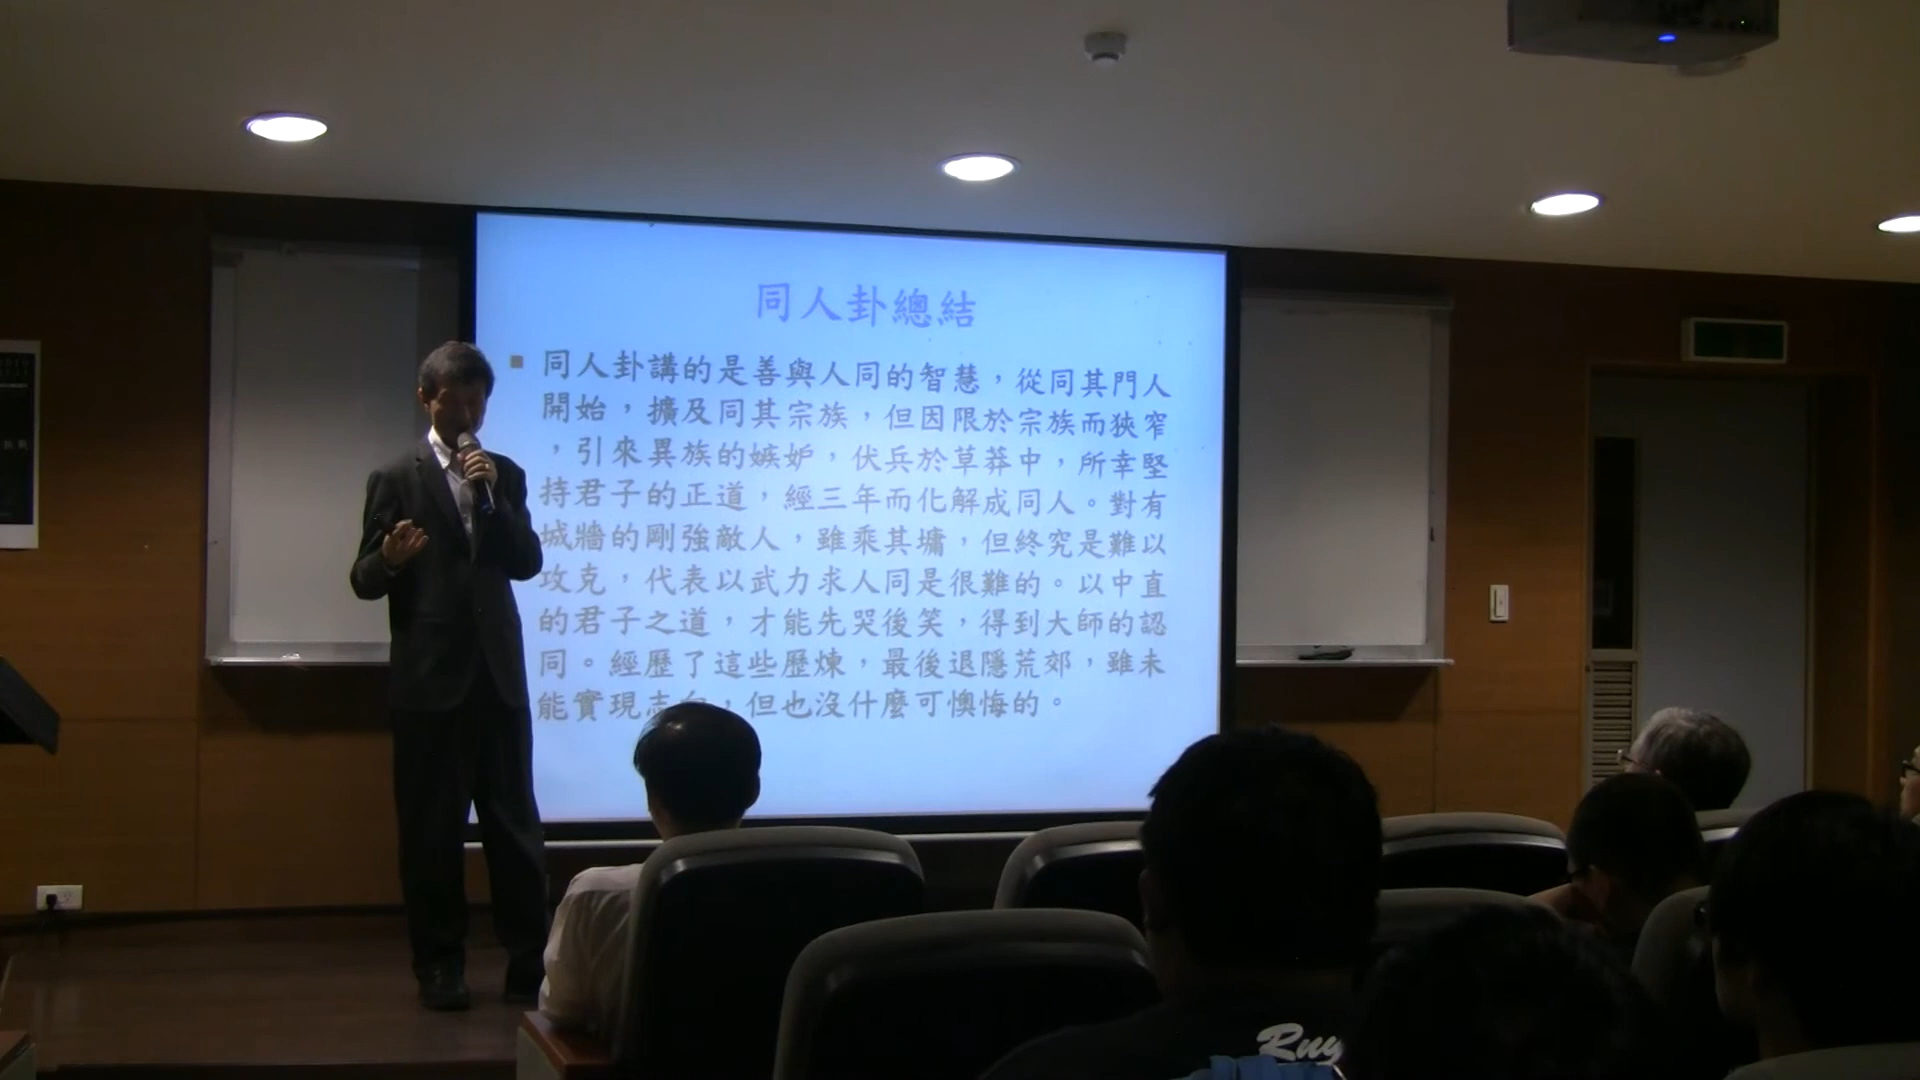 同人卦總結
同人卦講的是善與人同的智慧，從同其門人
開始，擴及同其宗族，但因限於宗族而狹窄
，引來異族的嫉妒，伏兵於草莽中，所幸堅
持君子的正道，經三年而化解成同人。對有
城牆的剛強敵人，雖乘其墉，但終究是難以
攻克，代表以武力求人同是很難的。以中直
的君子之道，才能先哭後笑，得到大師的認
同。經歷了這些歷煉，最後退隱荒郊，雖未
能實現志向，但也沒什麼可懊悔的。